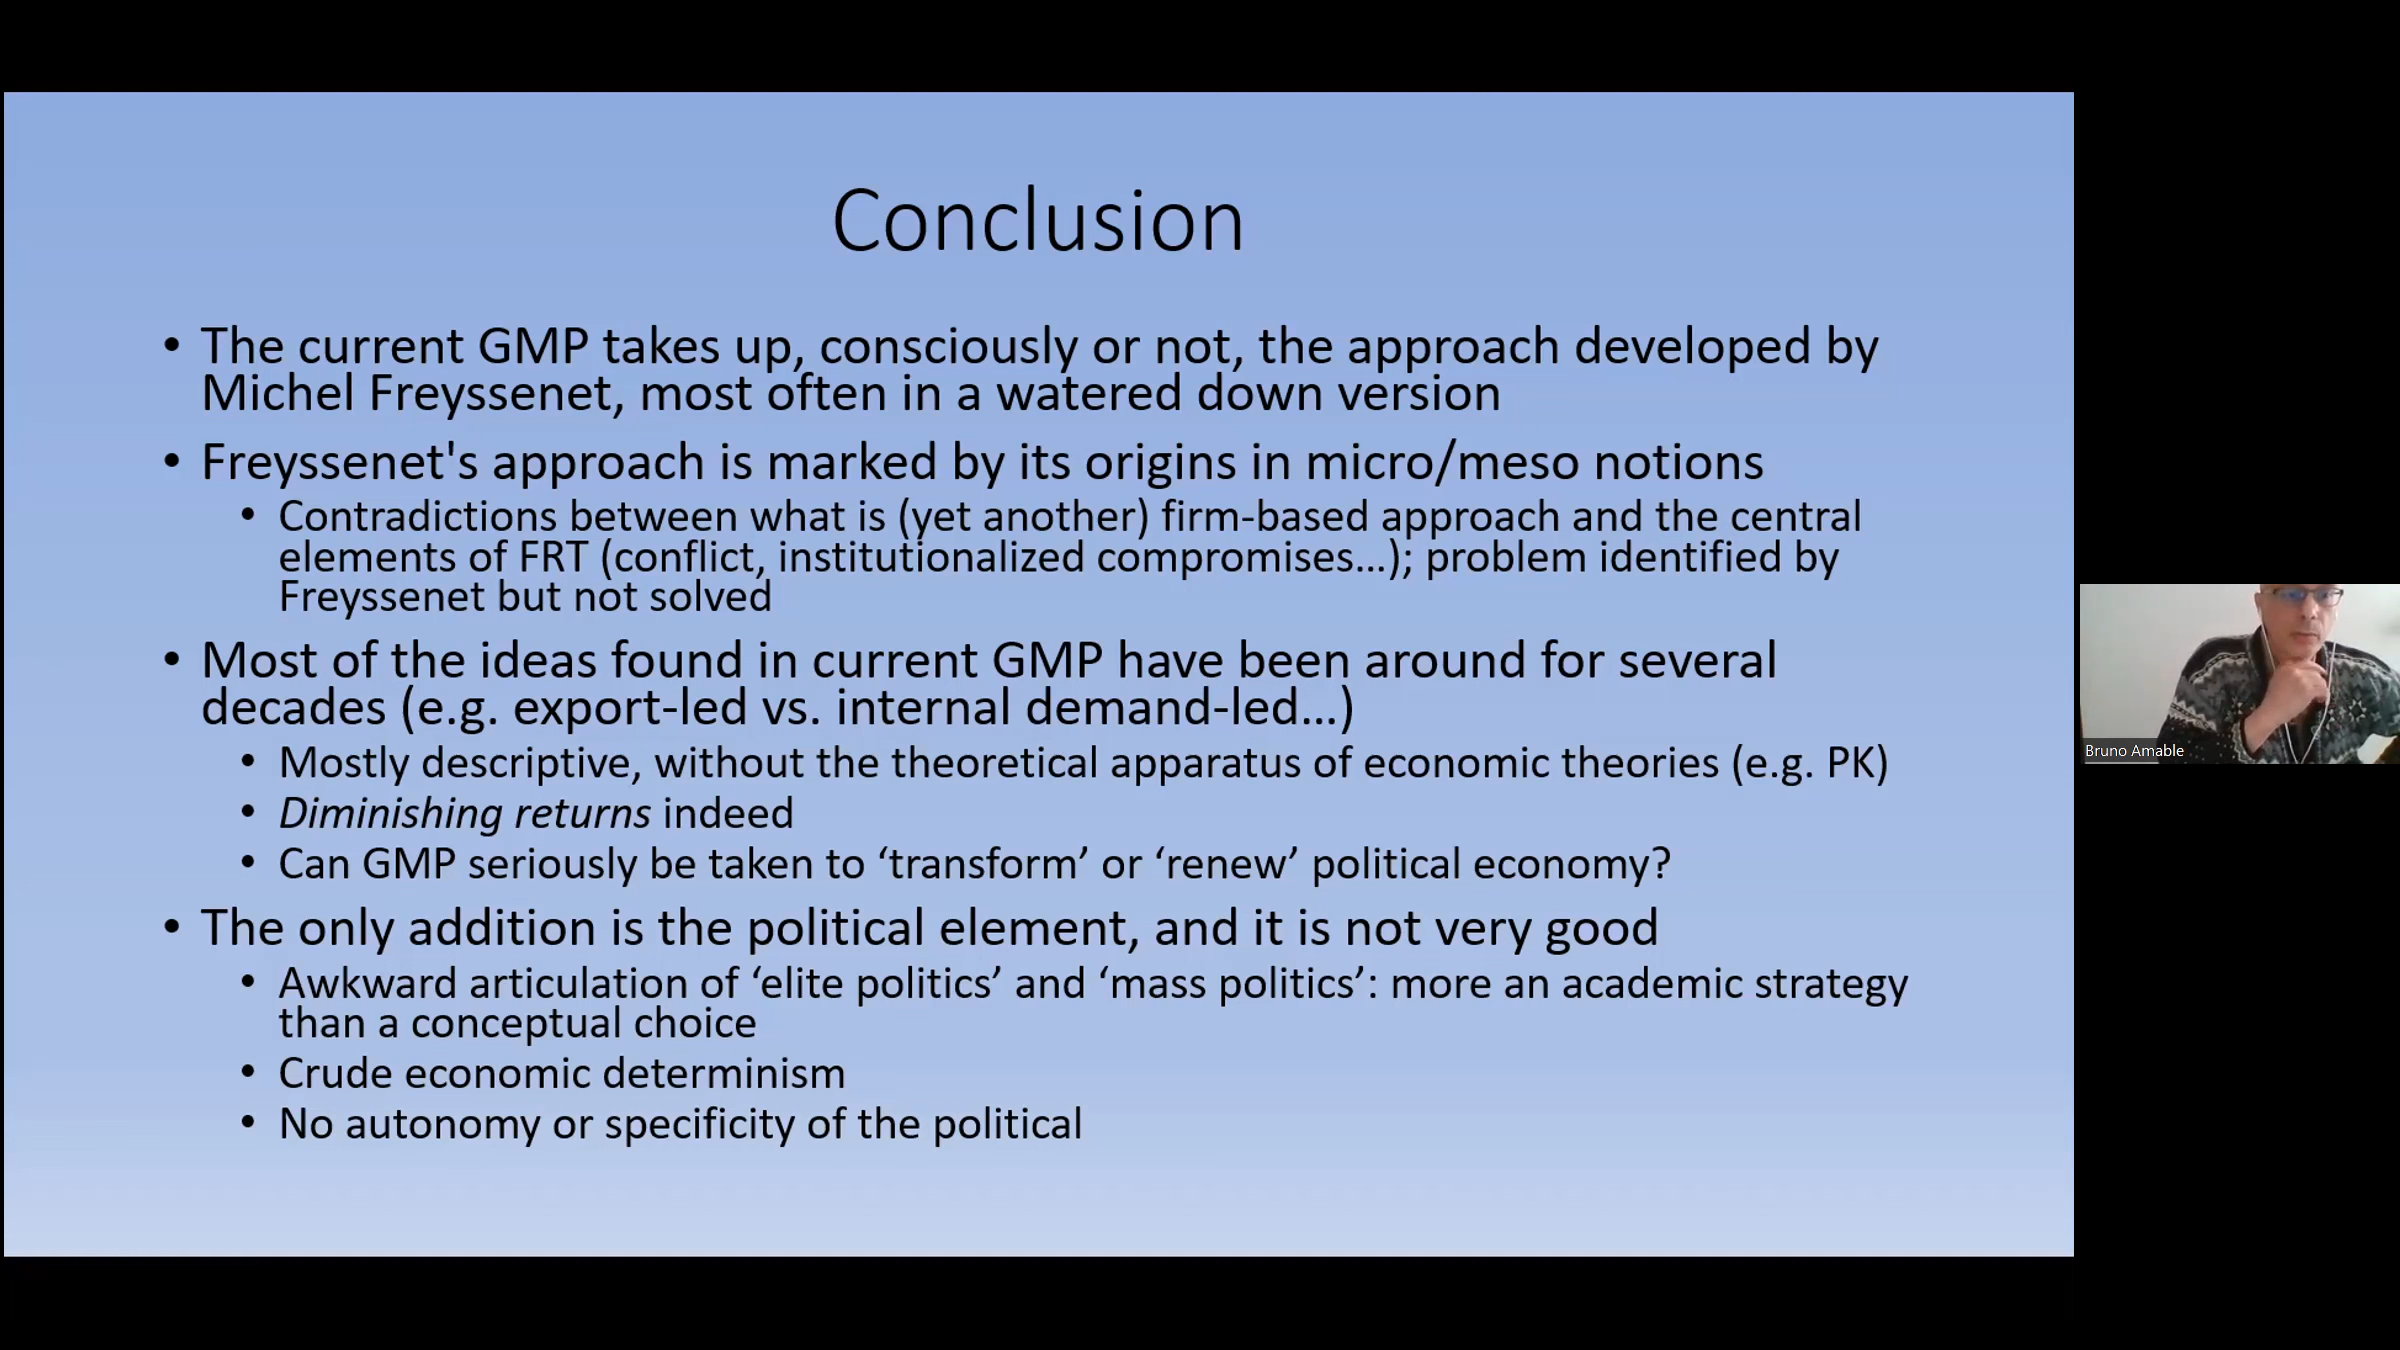 Conclusion
• The current GMP takes up, consciously or not, the approach developed by
Michel Freyssenet, most often in a watered down version
• Freyssenet's approach is marked by its origins in micro/meso notions
• Contradictions between what is (yet another) firm-based approach and the central
elements of FRT (conflict, institutionalized compromises…); problem identified by
Freyssenet but not solved
• Most of the ideas found in current GMP have been around for several
decades (e.g. export-led vs. internal demand-led…)
• Mostly descriptive, without the theoretical apparatus of economic theories (e.g. PK)
• Diminishing returns indeed
• Can GMP seriously be taken to ‘transform’ or ‘renew’ political economy?
• The only addition is the political element, and it is not very good
• Awkward articulation of ‘elite politics’ and ‘mass politics’: more an academic strategy
than a conceptual choice
• Crude economic determinism
• No autonomy or specificity of the political
Bruno Amable